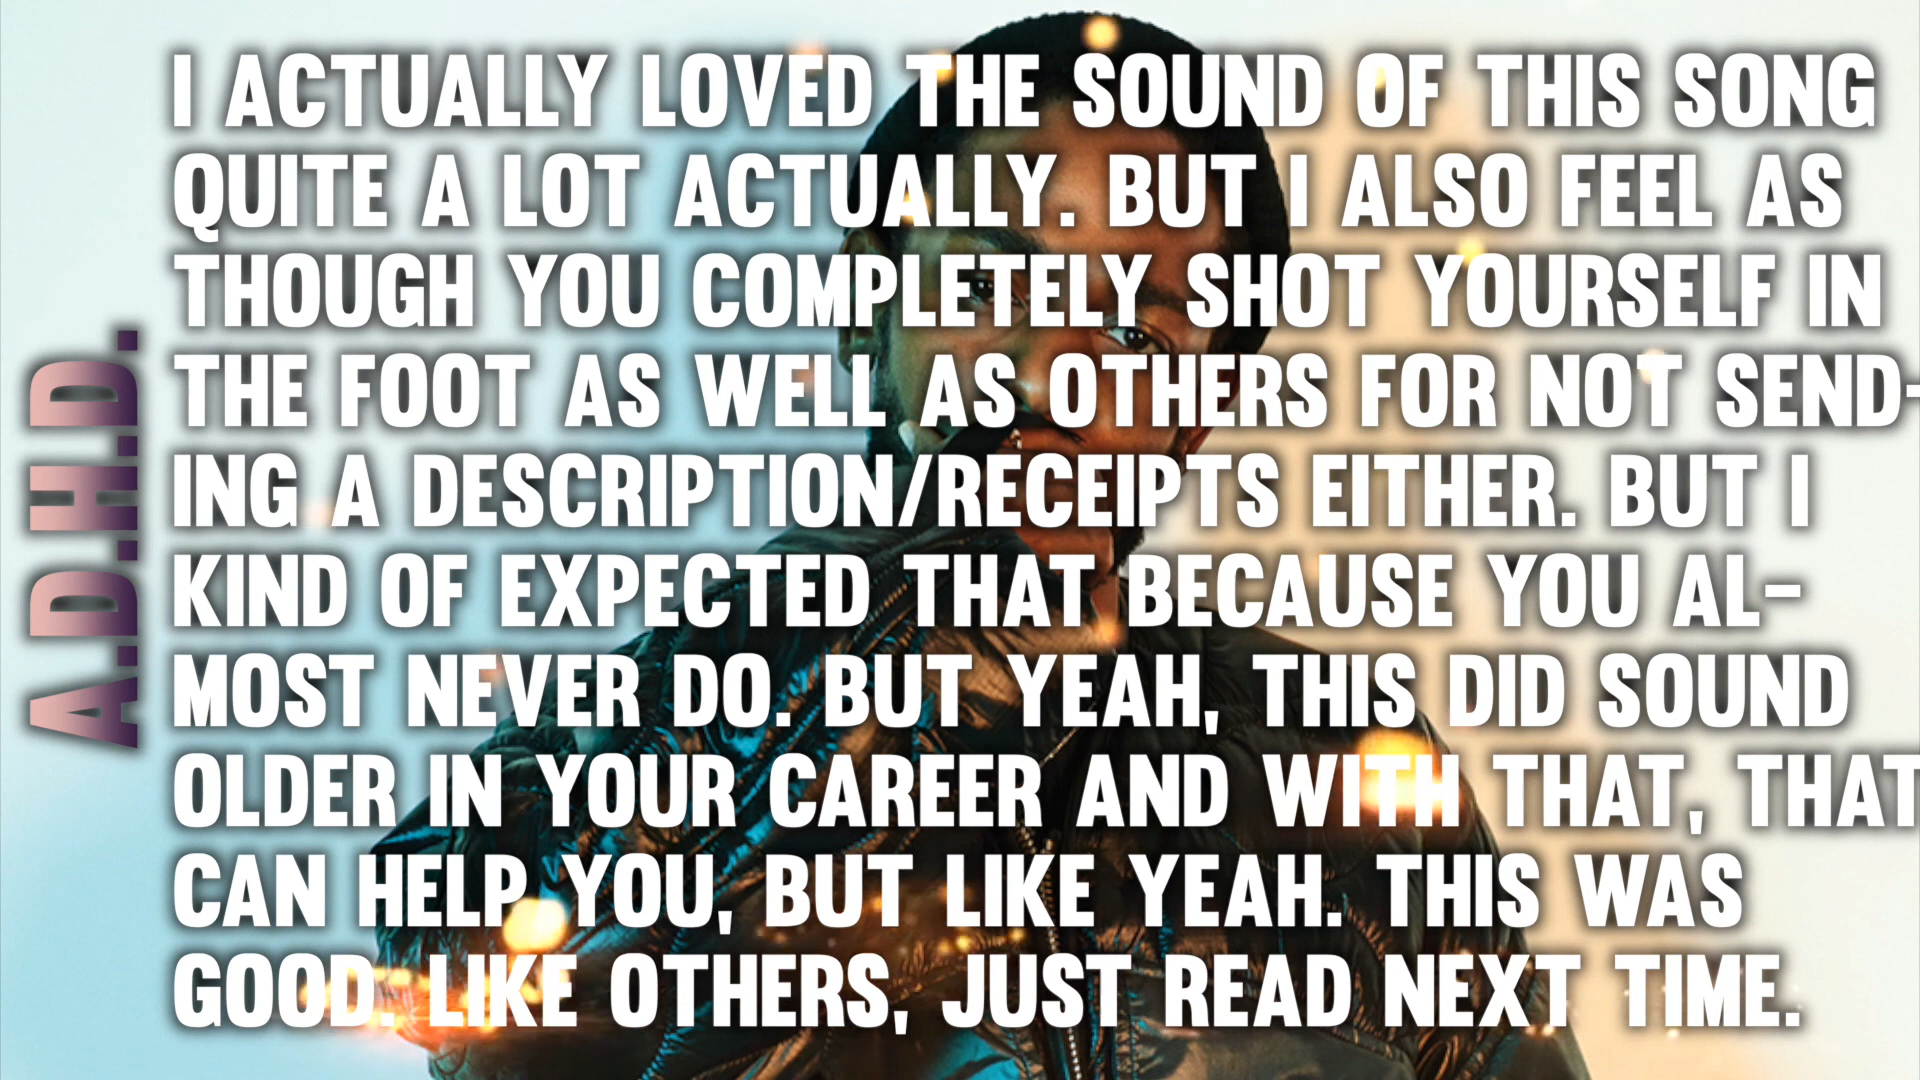 A.D.H.D.
I ACTUALLY LOVED THE SOUND OF THIS SONG
QUITE A LOT ACTUALLY. BUT I ALSO FEEL AS
THOUGH YOU COMPLETELY SHOT YOURSELF IN
THE FOOT AS WELL AS OTHERS FOR NOT SEND-
ING A DESCRIPTION/RECEIPTS EITHER. BUT I
KIND OF EXPECTED THAT BECAUSE YOU AL-
MOST NEVER DO. BUT YEAH, THIS DID SOUND
OLDER IN YOUR CAREER AND WITH THAT, THAT
CAN HELP YOU, BUT LIKE YEAH. THIS WAS
GOOD. LIKE OTHERS, JUST READ NEXT TIME.